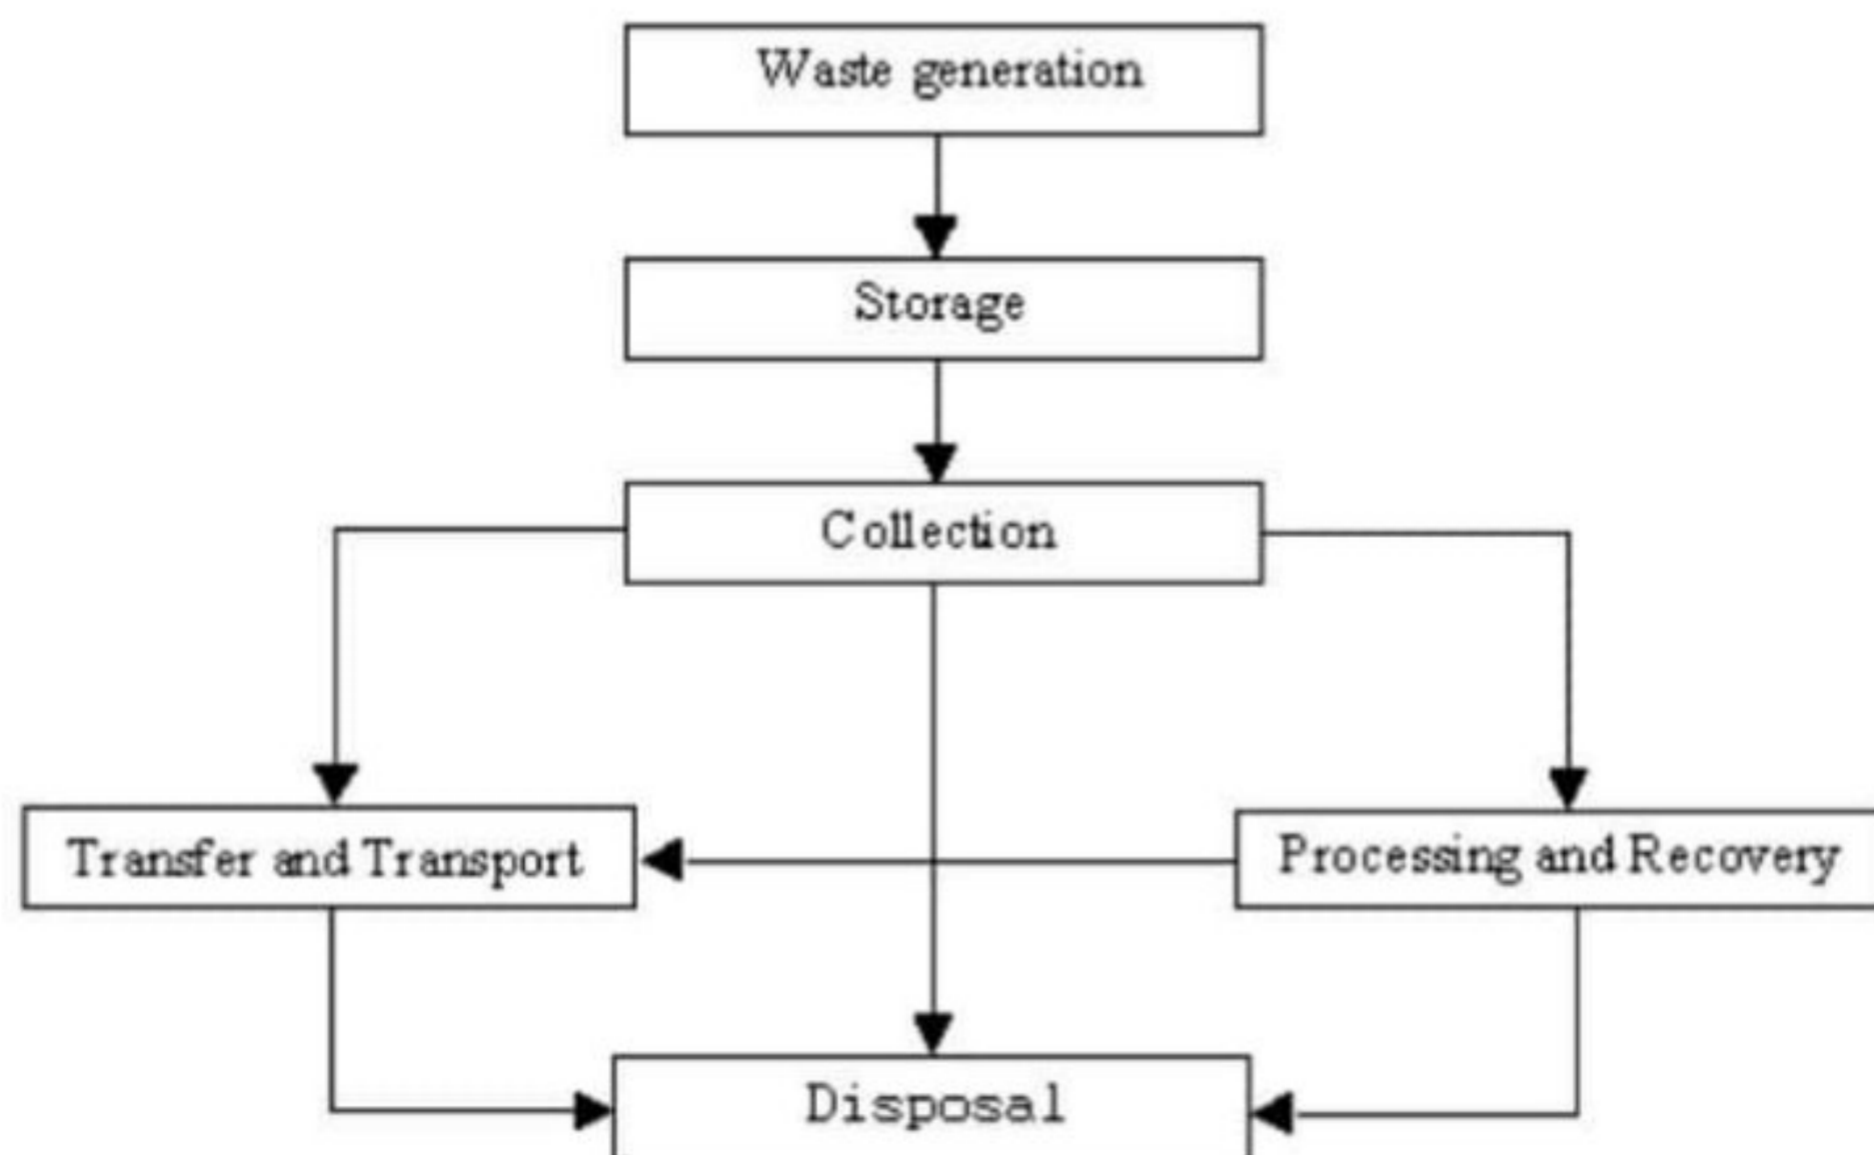 Waste generation
Storage
Collection
Transfer and Transport
Processing and Recovery
Disposal